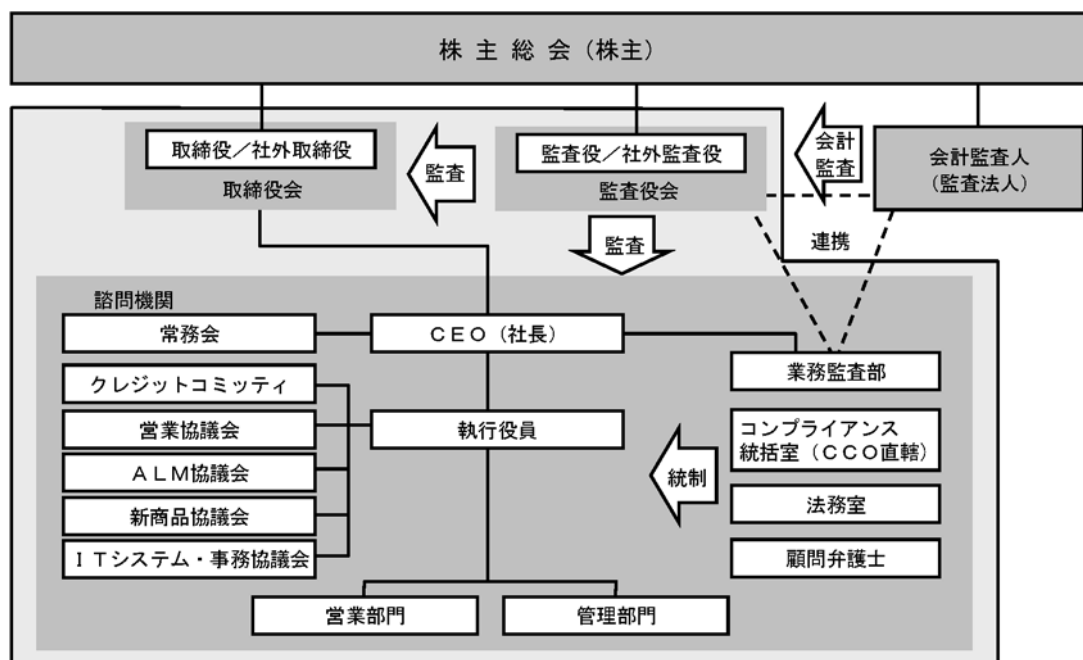 株主総会（株主）
取締役／社外取締役
取締役会
監査
監査役／社外監査役
監査役会
会計
監査
会計監査人
（監査法人）
監査
連携
諮問機関
常務会
ＣＥＯ（社長）
業務監査部
クレジットコミッティ
営業協議会
執行役員
コンプライアンス
統括室（ＣＣＯ直轄）
ＡＬＭ協議会
統制
新商品協議会
法務室
ＩＴシステム・事務協議会
顧問弁護士
営業部門
管理部門